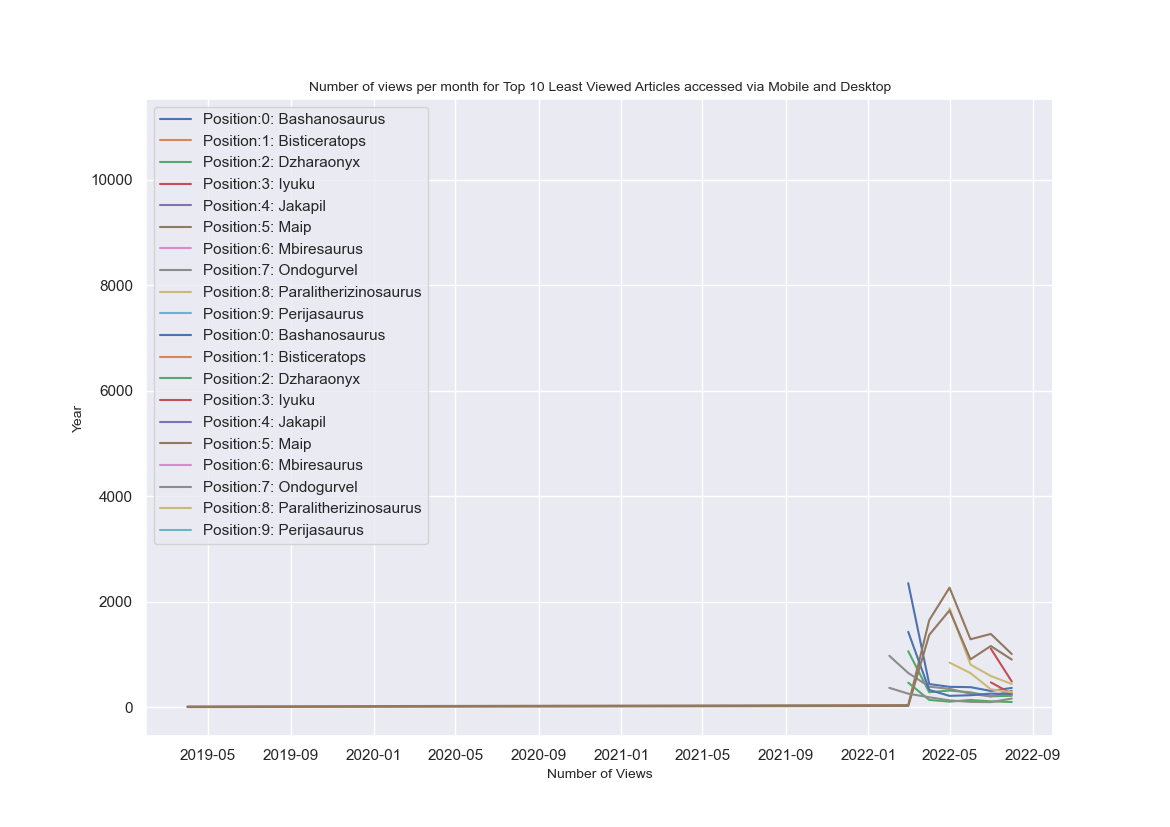 Number of views per month for Top 10 Least Viewed Articles accessed via Mobile and Desktop
Position:0: Bashanosaurus
Position:1: Bisticeratops
Position:2: Dzharaonyx
Position:3: Iyuku
Position:4: Jakapil
Position:5: Maip
Position:6: Mbiresaurus
Position:7: Ondogurvel
Position:8: Paralitherizinosaurus
Position:9: Perijasaurus
Position:0: Bashanosaurus
Position:1: Bisticeratops
Position:2: Dzharaonyx
Position:3: Iyuku
Position:4: Jakapil
Position:5: Maip
Position:6: Mbiresaurus
Position:7: Ondogurvel
Position:8: Paralitherizinosaurus
Position:9: Perijasaurus
Year
10000
8000
6000
4000
2000
0
2019-05 2019-09 2020-01 2020-05 2020-09 2021-01 2021-05 2021-09 2022-01 2022-05 2022-09
Number of Views